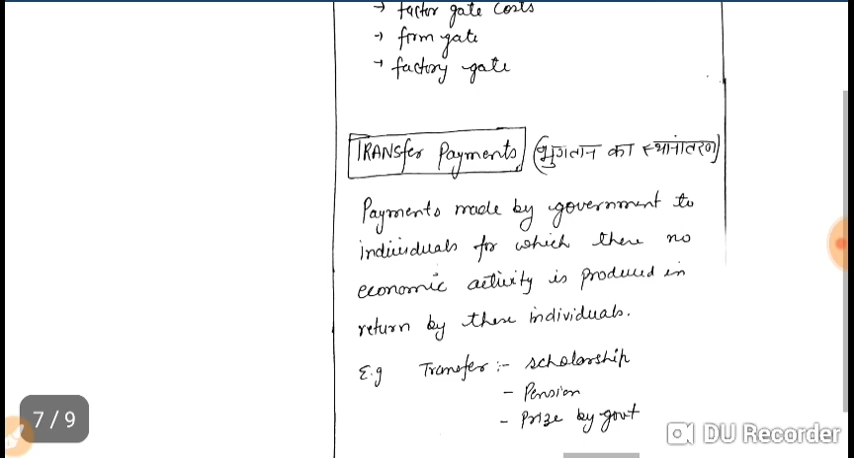 → factor gate costs
→ form gate
→ factory gate
TRANSfer Payments (भुगतान का स्थानांतरण)
Payments made by government to
individuals for which there no
economic activity is produced in
return by these individuals.
E.g Transfer :- scholarship
- Pension
- Prize by govt
7 / 9
DU Recorder